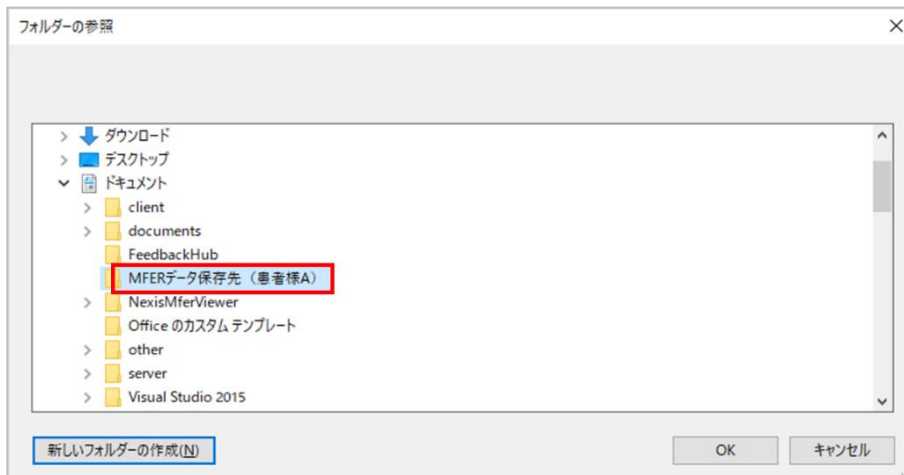 フォルダーの参照
ダウンロード
デスクトップ
ドキュメント
client
documents
FeedbackHub
MFERデータ保存先（患者様A）
NexisMferViewer
Office のカスタム テンプレート
other
server
Visual Studio 2015
新しいフォルダーの作成(N)
OK
キャンセル